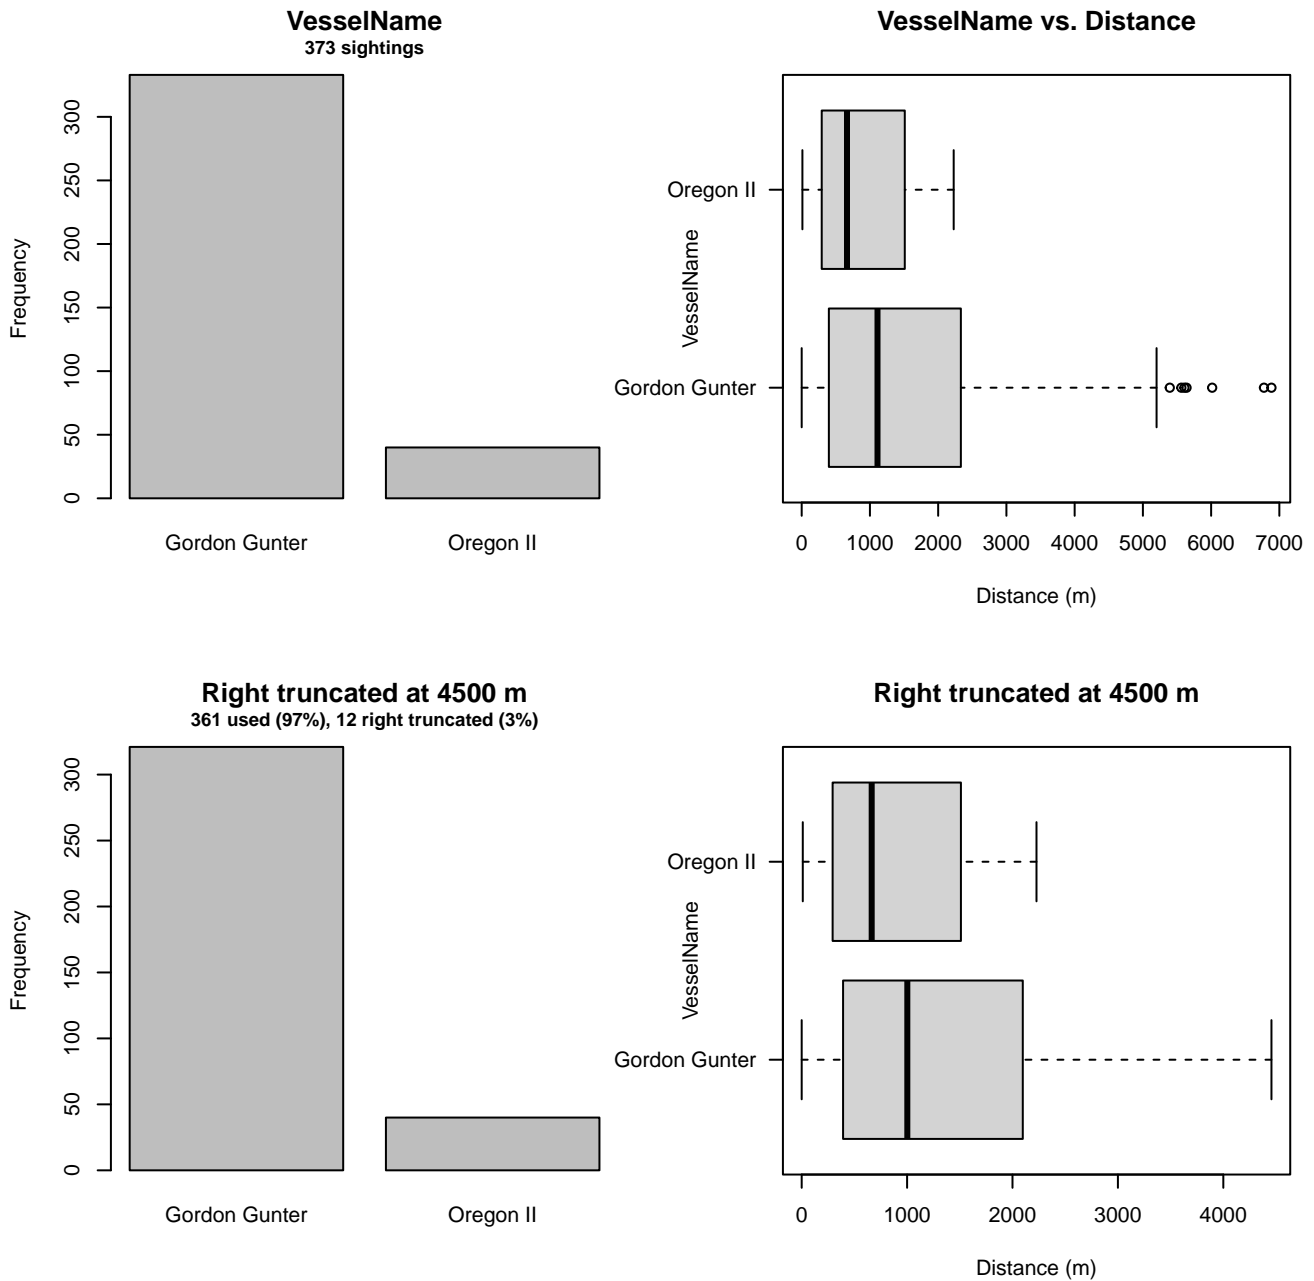 VesselName
373 sightings
Frequency
0
50
100
150
200
250
300
Gordon Gunter
Oregon II
VesselName vs. Distance
VesselName
Oregon II
Gordon Gunter
0 1000 2000 3000 4000 5000 6000 7000
Distance (m)
Right truncated at 4500 m
361 used (97%), 12 right truncated (3%)
Frequency
0
50
100
150
200
250
300
Gordon Gunter
Oregon II
Right truncated at 4500 m
VesselName
Oregon II
Gordon Gunter
0 1000 2000 3000 4000
Distance (m)